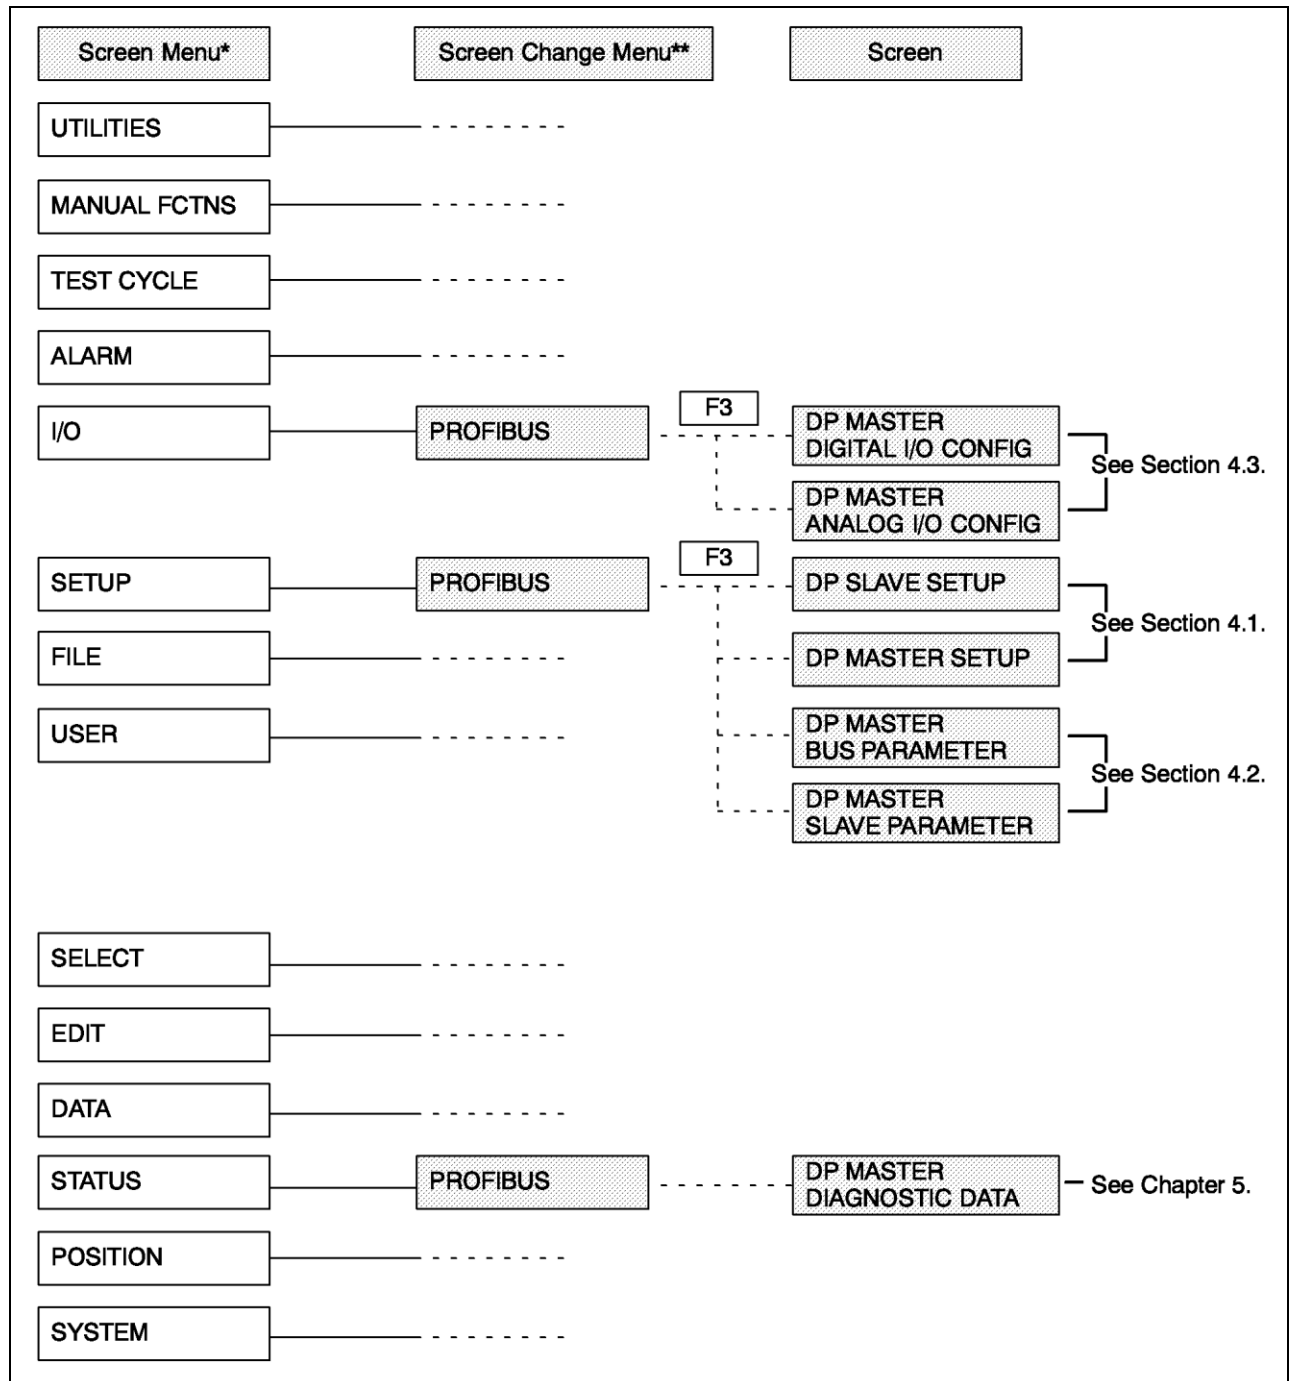 Screen Menu*
Screen Change Menu**
Screen
UTILITIES
MANUAL FCTNS
TEST CYCLE
ALARM
I/O
PROFIBUS
F3
DP MASTER
DIGITAL I/O CONFIG
See Section 4.3.
DP MASTER
ANALOG I/O CONFIG
SETUP
PROFIBUS
F3
DP SLAVE SETUP
See Section 4.1.
FILE
DP MASTER SETUP
USER
DP MASTER
BUS PARAMETER
See Section 4.2.
DP MASTER
SLAVE PARAMETER
SELECT
EDIT
DATA
STATUS
PROFIBUS
DP MASTER
DIAGNOSTIC DATA
See Chapter 5.
POSITION
SYSTEM